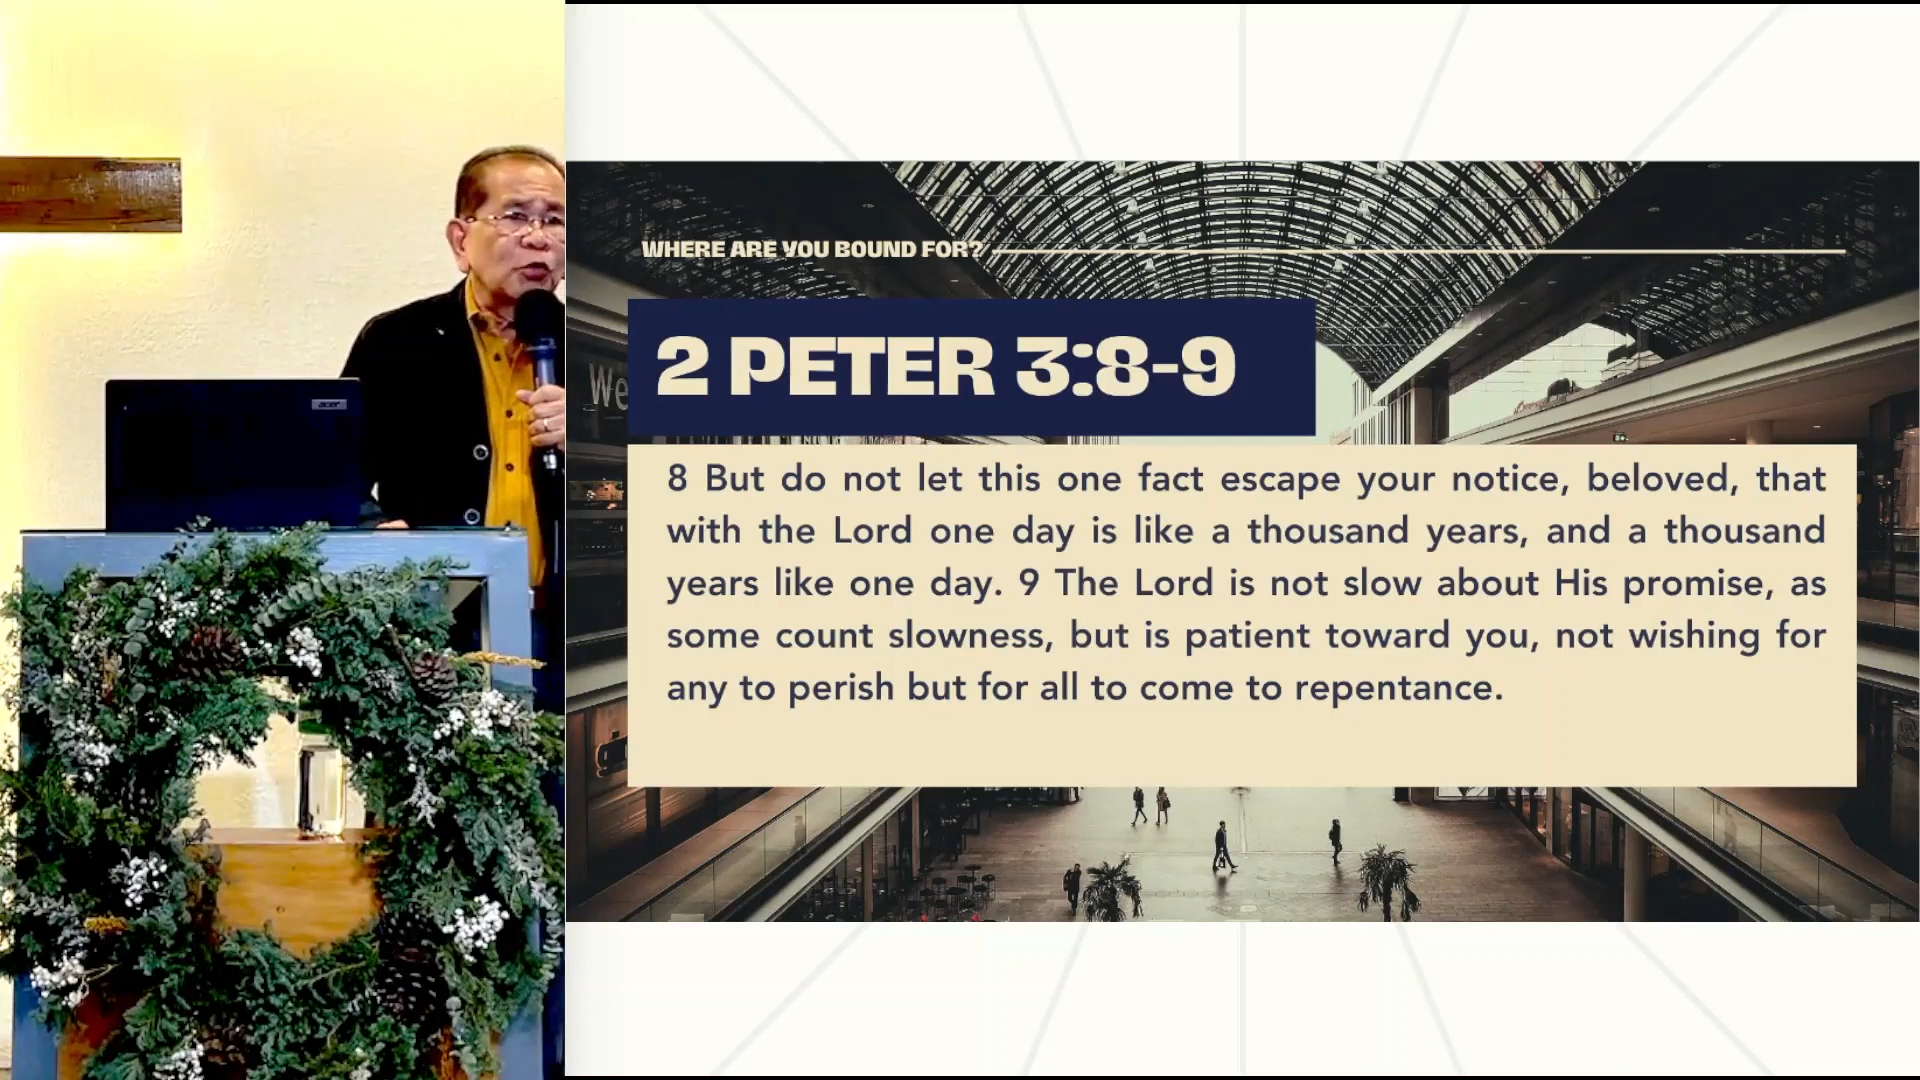 acer
WHERE ARE YOU BOUND FOR?
We
2 PETER 3:8-9
8 But do not let this one fact escape your notice, beloved, that
with the Lord one day is like a thousand years, and a thousand
years like one day. 9 The Lord is not slow about His promise, as
some count slowness, but is patient toward you, not wishing for
any to perish but for all to come to repentance.